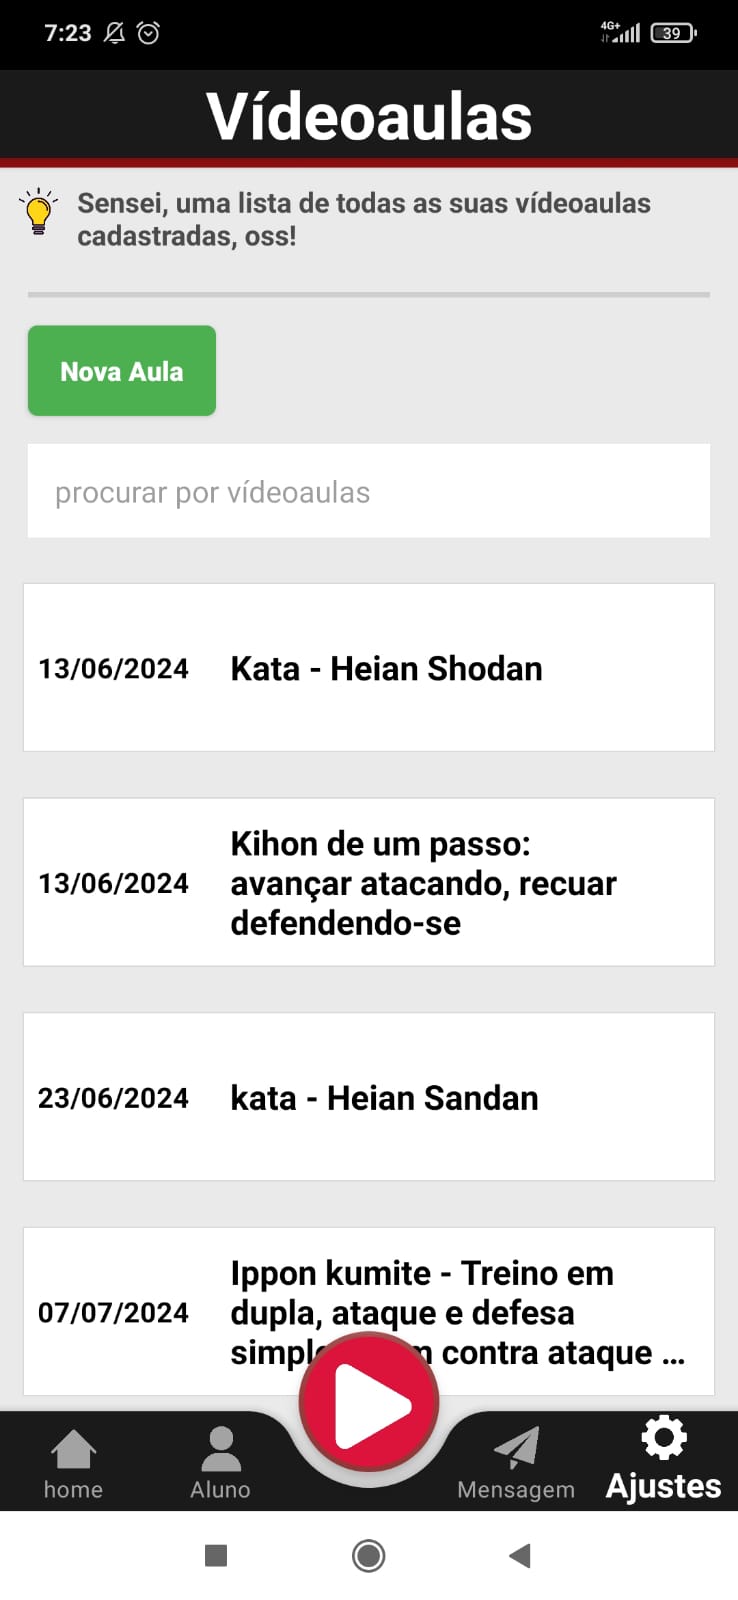 7:23
4G+
39
Vídeoaulas
Sensei, uma lista de todas as suas vídeoaulas
cadastradas, oss!
Nova Aula
procurar por vídeoaulas
13/06/2024
Kata - Heian Shodan
13/06/2024
Kihon de um passo:
avançar atacando, recuar
defendendo-se
23/06/2024
kata - Heian Sandan
07/07/2024
Ippon kumite - Treino em
dupla, ataque e defesa
contra ataque ...
home
Aluno
Mensagem
Ajustes